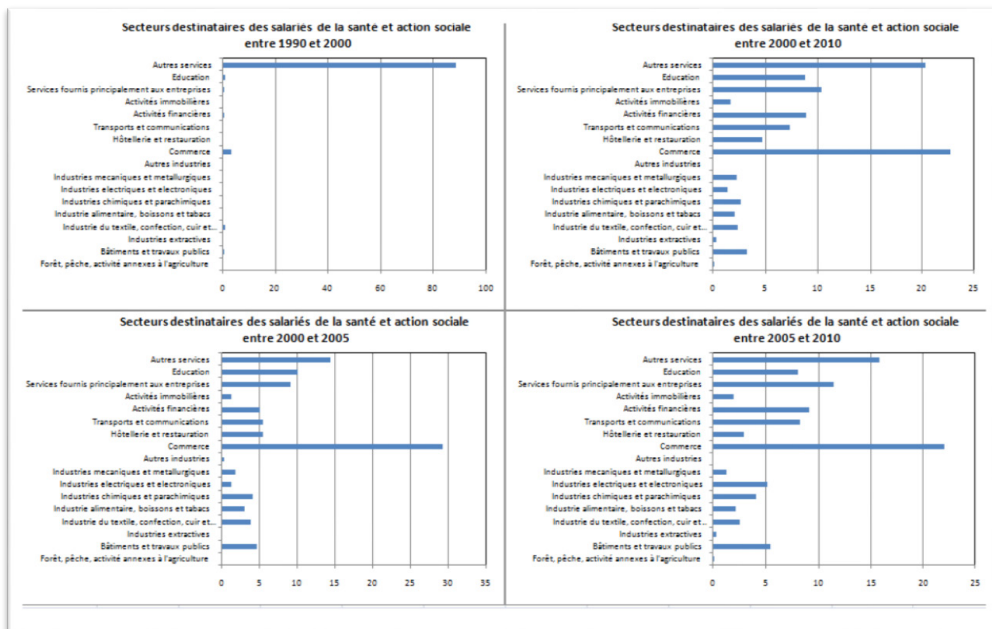 Secteurs destinataires des salariés de la santé et action sociale
entre 1990 et 2000
Autres services
Education
Services fournis principalement aux entreprises
Activités immobilières
Activités financières
Transports et communications
Hôtellerie et restauration
Commerce
Autres industries
Industries mecaniques et metallurgiques
Industries electriques et electroniques
Industries chimiques et parachimiques
Industrie alimentaire, boissons et tabacs
Industrie du textile, confection, cuir et...
Industries extractives
Bâtiments et travaux publics
Forêt, pêche, activité annexes à l'agriculture
0 20 40 60 80 100
Secteurs destinataires des salariés de la santé et action sociale
entre 2000 et 2010
Autres services
Education
Services fournis principalement aux entreprises
Activités immobilières
Activités financières
Transports et communications
Hôtellerie et restauration
Commerce
Autres industries
Industries mecaniques et metallurgiques
Industries electriques et electroniques
Industries chimiques et parachimiques
Industrie alimentaire, boissons et tabacs
Industrie du textile, confection, cuir et...
Industries extractives
Bâtiments et travaux publics
Forêt, pêche, activité annexes à l'agriculture
0 5 10 15 20 25
Secteurs destinataires des salariés de la santé et action sociale
entre 2000 et 2005
Autres services
Education
Services fournis principalement aux entreprises
Activités immobilières
Activités financières
Transports et communications
Hôtellerie et restauration
Commerce
Autres industries
Industries mecaniques et metallurgiques
Industries electriques et electroniques
Industries chimiques et parachimiques
Industrie alimentaire, boissons et tabacs
Industrie du textile, confection, cuir et...
Industries extractives
Bâtiments et travaux publics
Forêt, pêche, activité annexes à l'agriculture
0 5 10 15 20 25 30 35
Secteurs destinataires des salariés de la santé et action sociale
entre 2005 et 2010
Autres services
Education
Services fournis principalement aux entreprises
Activités immobilières
Activités financières
Transports et communications
Hôtellerie et restauration
Commerce
Autres industries
Industries mecaniques et metallurgiques
Industries electriques et electroniques
Industries chimiques et parachimiques
Industrie alimentaire, boissons et tabacs
Industrie du textile, confection, cuir et...
Industries extractives
Bâtiments et travaux publics
Forêt, pêche, activité annexes à l'agriculture
0 5 10 15 20 25